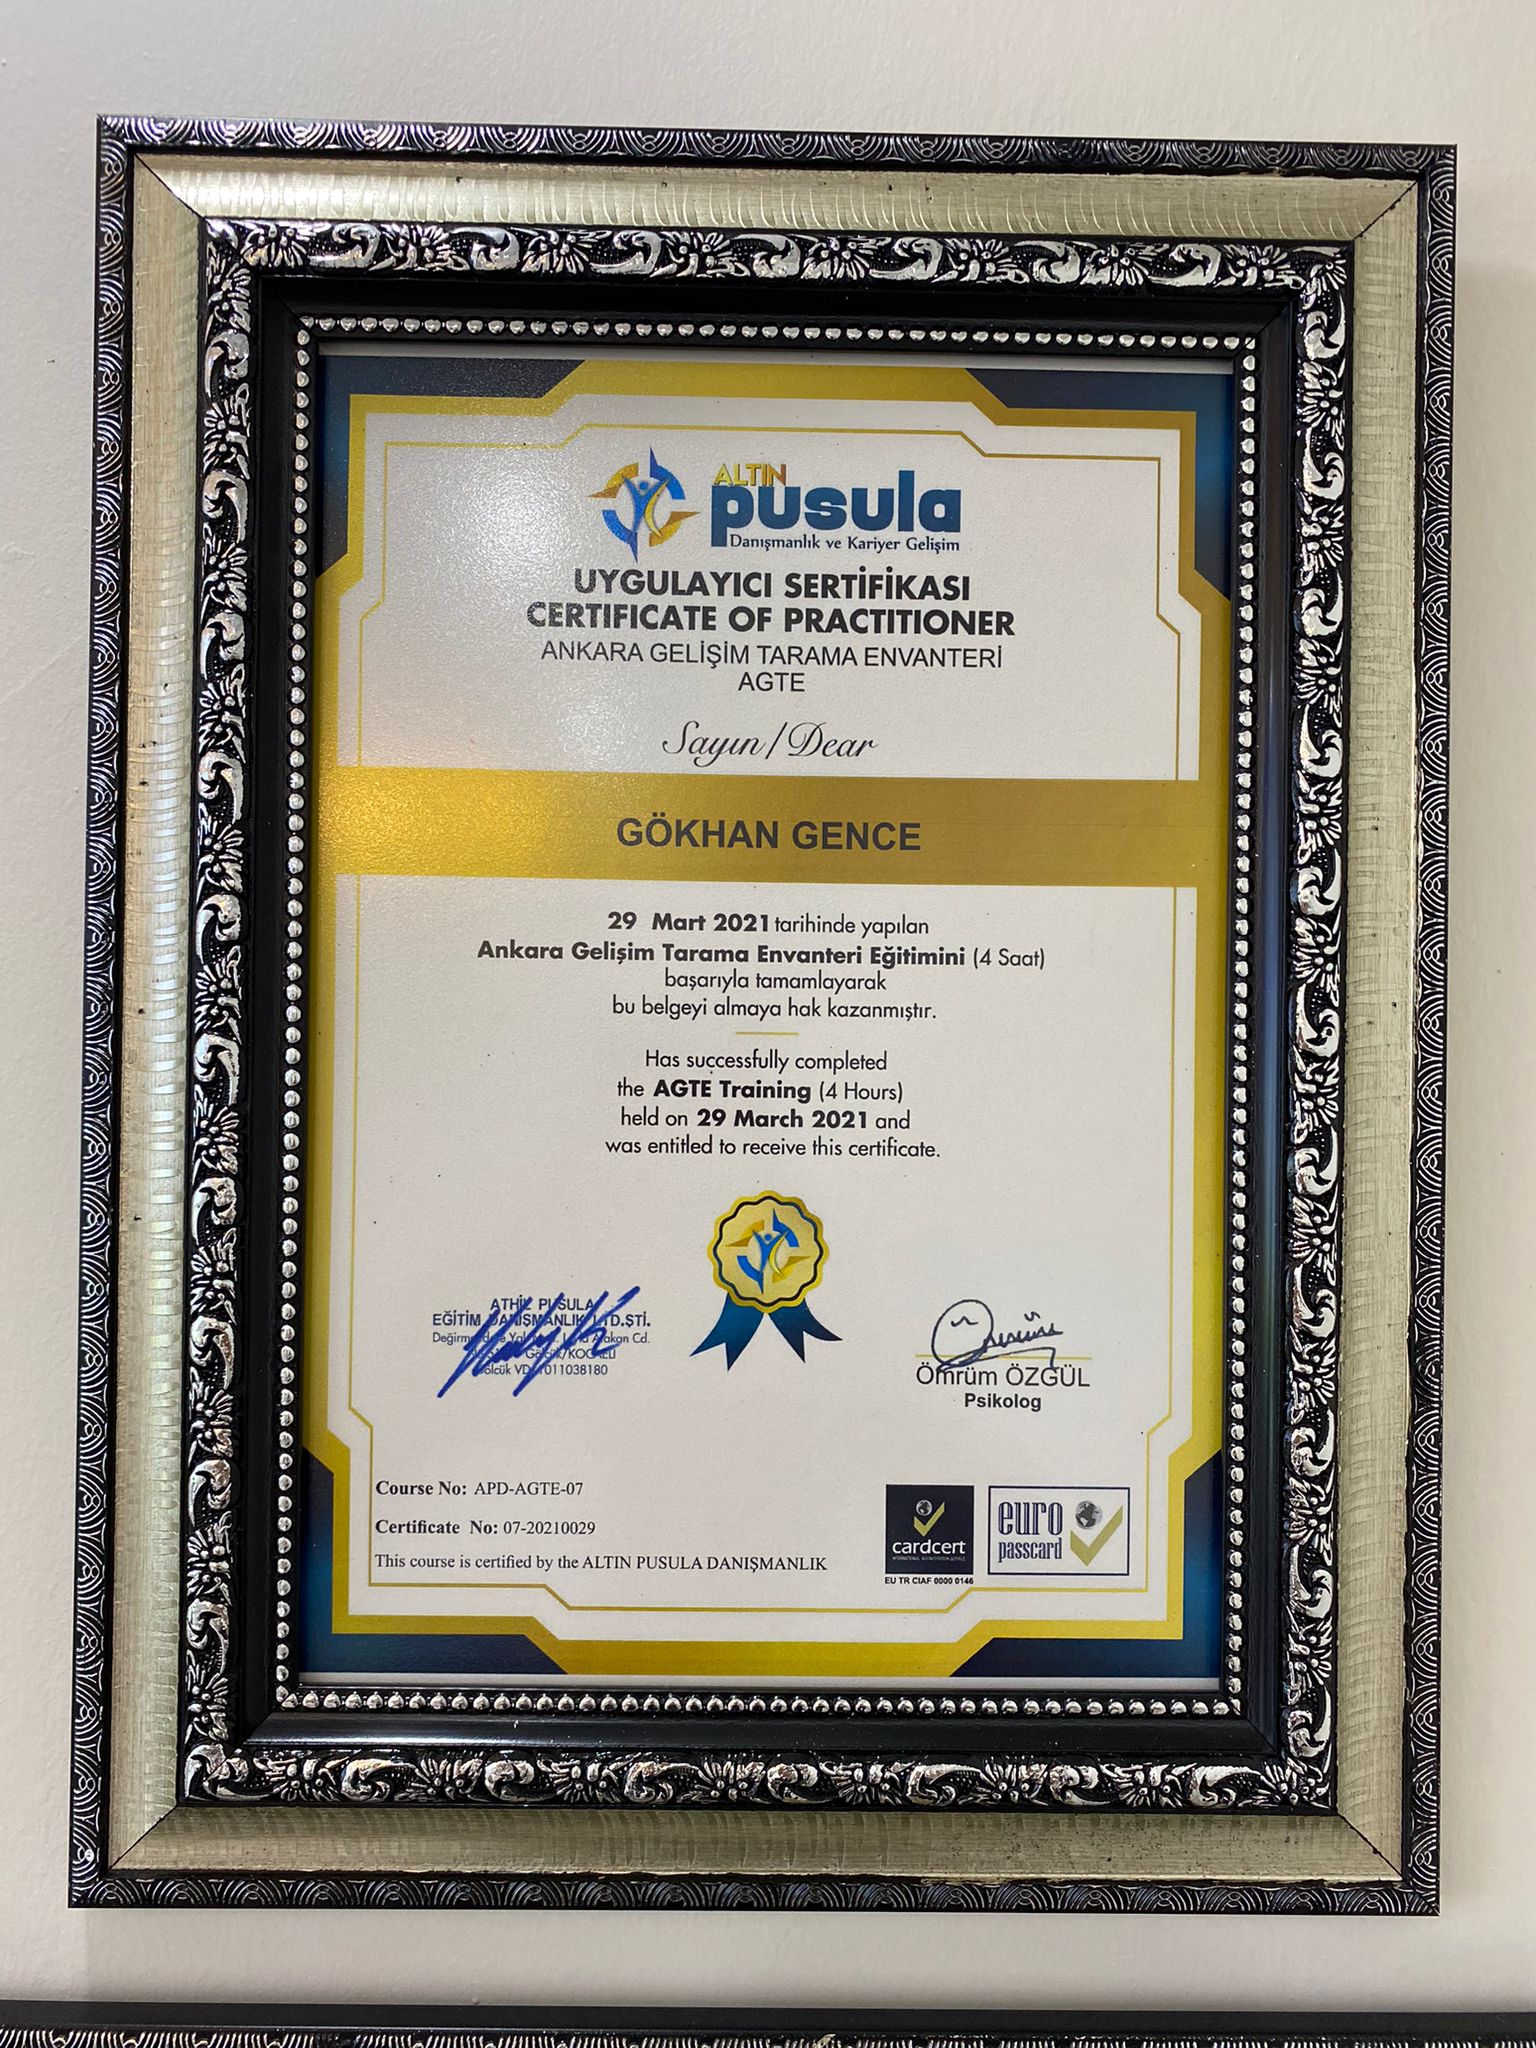 ALTIN
pusula
Danışmanlık ve Kariyer Gelişim
UYGULAYICI SERTİFİKASI
CERTIFICATE OF PRACTITIONER
ANKARA GELİŞİM TARAMA ENVANTERİ
AGTE
Sayın/Dear
GÖKHAN GENCE
29 Mart 2021 tarihinde yapılan
Ankara Gelişim Tarama Envanteri Eğitimini (4 Saat)
başarıyla tamamlayarak
bu belgeyi almaya hak kazanmıştır.
Has successfully completed
the AGTE Training (4 Hours)
held on 29 March 2021 and
was entitled to receive this certificate.
PUSULA
EĞİTİM DANIŞMANLIK LTD.ŞTİ.
Cd.
Gölcük/KOCAELİ
Gölcük VD
Ömrüm ÖZGÜL
Psikolog
Course No: APD-AGTE-07
Certificate No: 07-20210029
This course is certified by the ALTIN PUSULA DANIŞMANLIK
cardcert
EU TR CIAF 0000 0146
euro
passcard